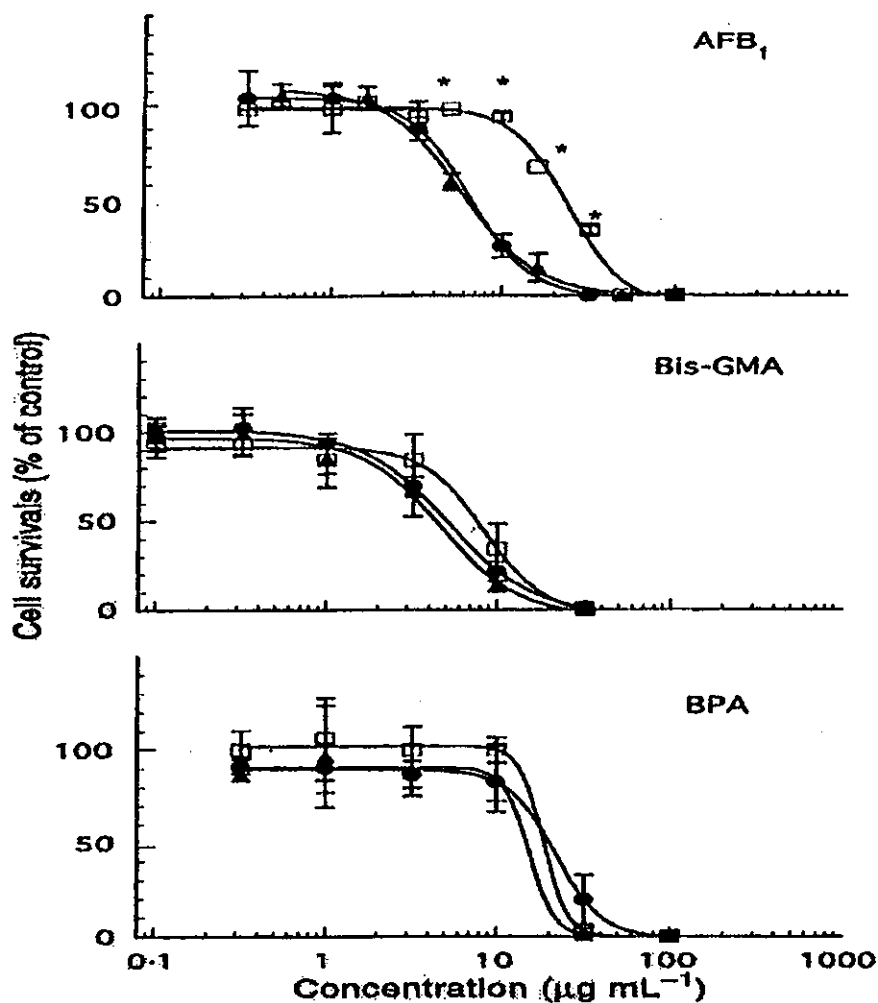 AFB₁
100
50
0
* * * *
Bis-GMA
100
50
0
Cell survivals (% of control)
BPA
100
50
0
0·1 1 10 100 1000
Concentration (μg mL⁻¹)